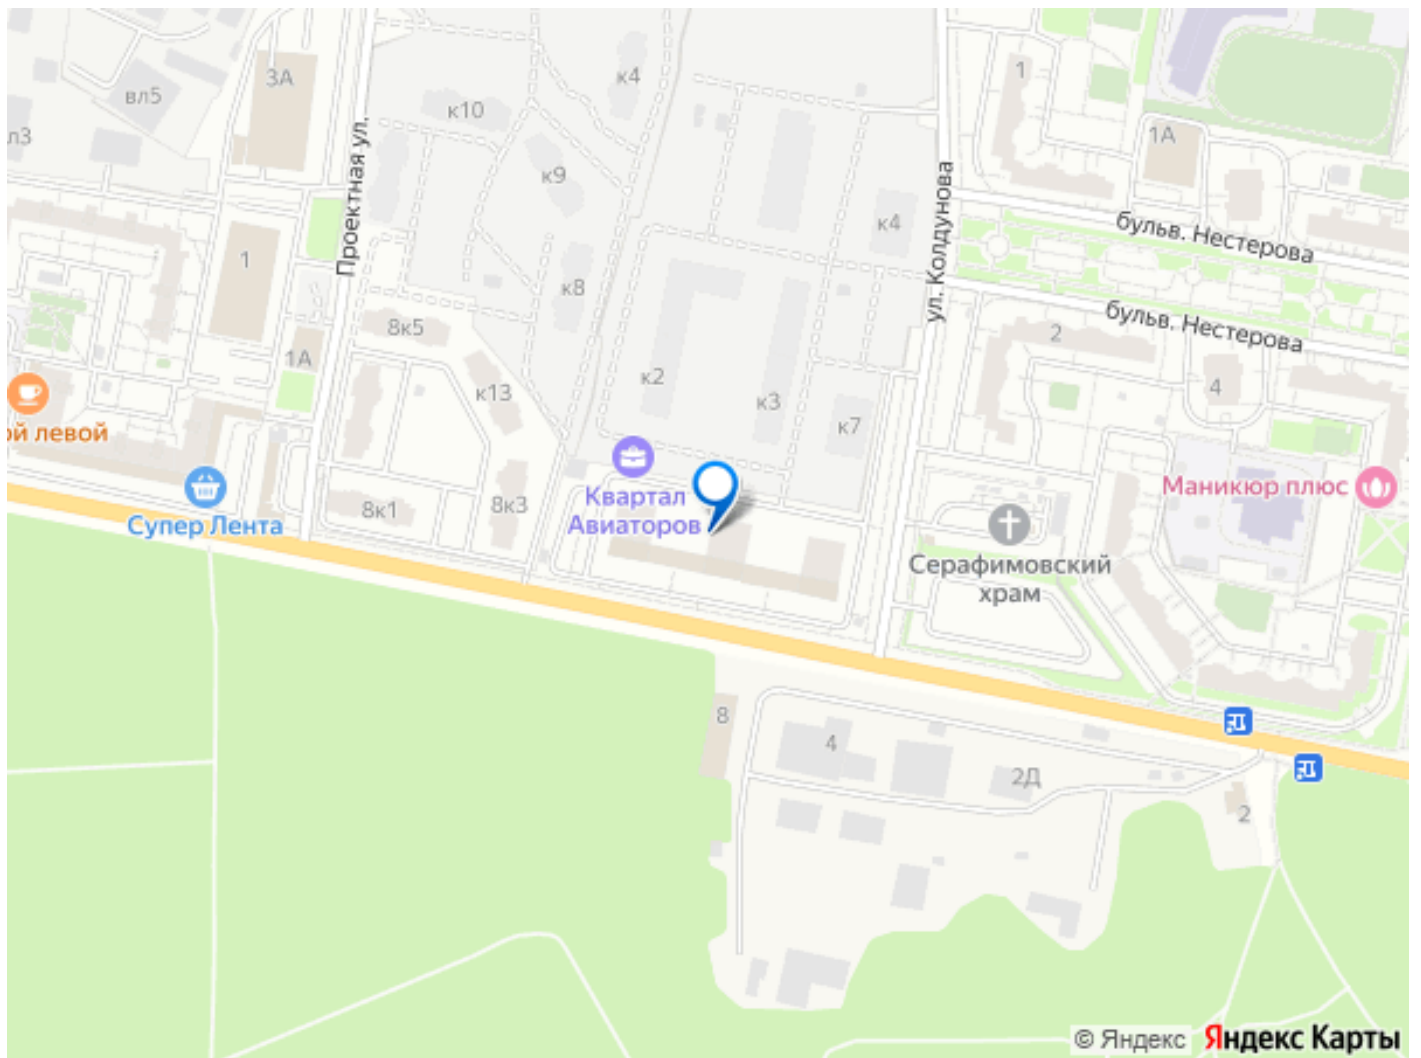 3А
к4
1
вл5
к10
1А
л3
Проектная ул.
к9
ул. Колдунова
к4
бульв. Нестерова
1
к8
бульв. Нестерова
8к5
2
1А
к2
к13
4
к3
к7
ой левой
Квартал
Авиаторов
Маникюр плюс
8к1
8к3
Супер Лента
Серафимовский
храм
8
4
2Д
2
© Яндекс Яндекс Карты